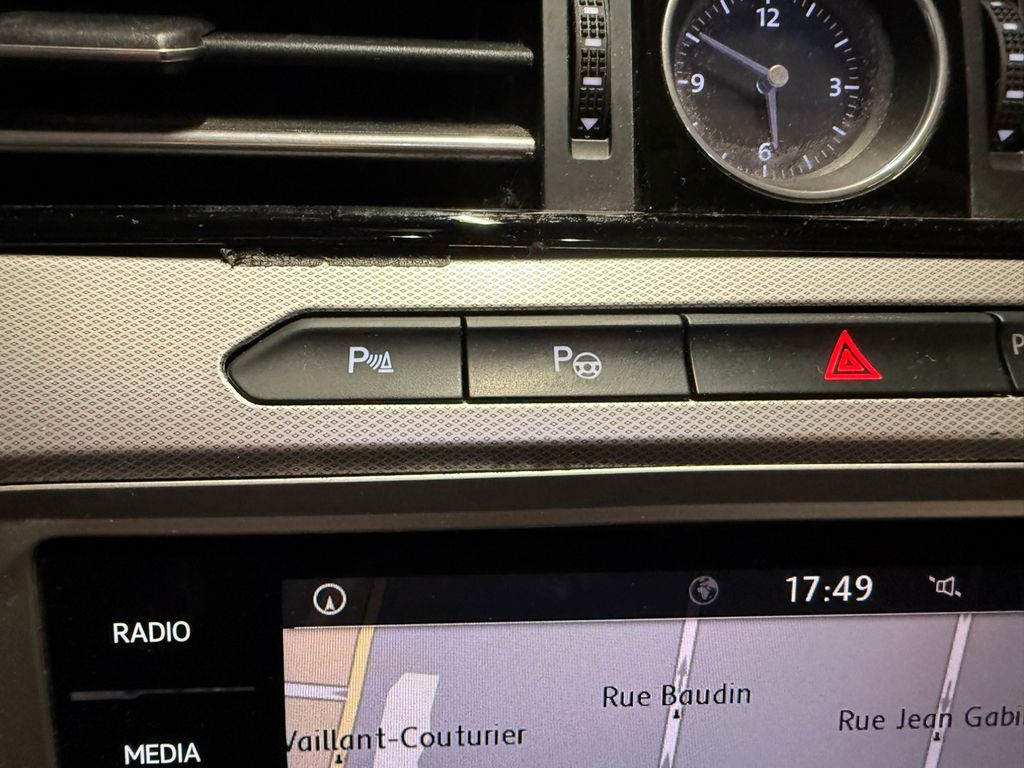 12
9
3
6
P
P
P
17:49
RADIO
Rue Baudin
Rue Jean Gabi
Vaillant-Couturier
MEDIA